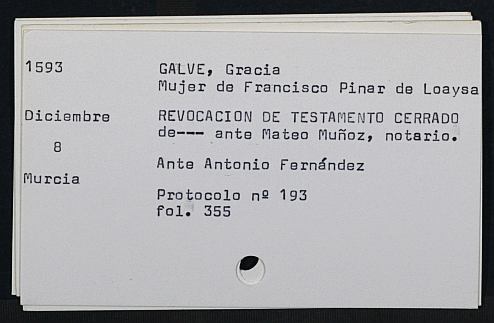 1593
GALVE, Gracia
Mujer de Francisco Pinar de Loaysa
Diciembre
REVOCACION DE TESTAMENTO CERRADO
de--- ante Mateo Muñoz, notario.
8
Ante Antonio Fernández
Murcia
Protocolo nº 193
fol. 355